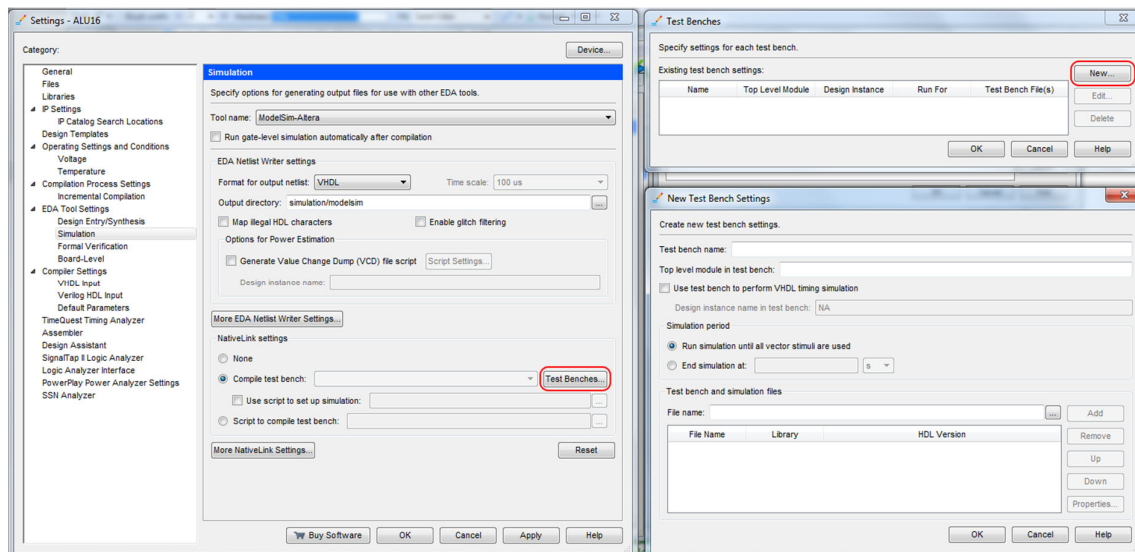 Settings - ALU16
Category:
Device...
General
Files
Libraries
IP Settings
IP Catalog Search Locations
Design Templates
Operating Settings and Conditions
Voltage
Temperature
Compilation Process Settings
Incremental Compilation
EDA Tool Settings
Design Entry/Synthesis
Simulation
Formal Verification
Board-Level
Compiler Settings
VHDL Input
Verilog HDL Input
Default Parameters
TimeQuest Timing Analyzer
Assembler
Design Assistant
SignalTap II Logic Analyzer
Logic Analyzer Interface
PowerPlay Power Analyzer Settings
SSN Analyzer
Simulation
Specify options for generating output files for use with other EDA tools.
Tool name: ModelSim-Altera
Run gate-level simulation automatically after compilation
EDA Netlist Writer settings
Format for output netlist: VHDL Time scale: 100 us
Output directory: simulation/modelsim ...
Map illegal HDL characters Enable glitch filtering
Options for Power Estimation
Generate Value Change Dump (VCD) file script Script Settings...
Design instance name:
More EDA Netlist Writer Settings...
NativeLink settings
None
Compile test bench: Test Benches...
Use script to set up simulation: ...
Script to compile test bench: ...
More NativeLink Settings... Reset
Buy Software OK Cancel Apply Help
Test Benches
Specify settings for each test bench.
Existing test bench settings:
New...
Name Top Level Module Design Instance Run For Test Bench File(s)
Edit...
Delete
OK Cancel Help
New Test Bench Settings
Create new test bench settings.
Test bench name:
Top level module in test bench:
Use test bench to perform VHDL timing simulation
Design instance name in test bench: NA
Simulation period
Run simulation until all vector stimuli are used
End simulation at: s
Test bench and simulation files
File name: ... Add
File Name Library HDL Version
Remove
Up
Down
Properties...
OK Cancel Help